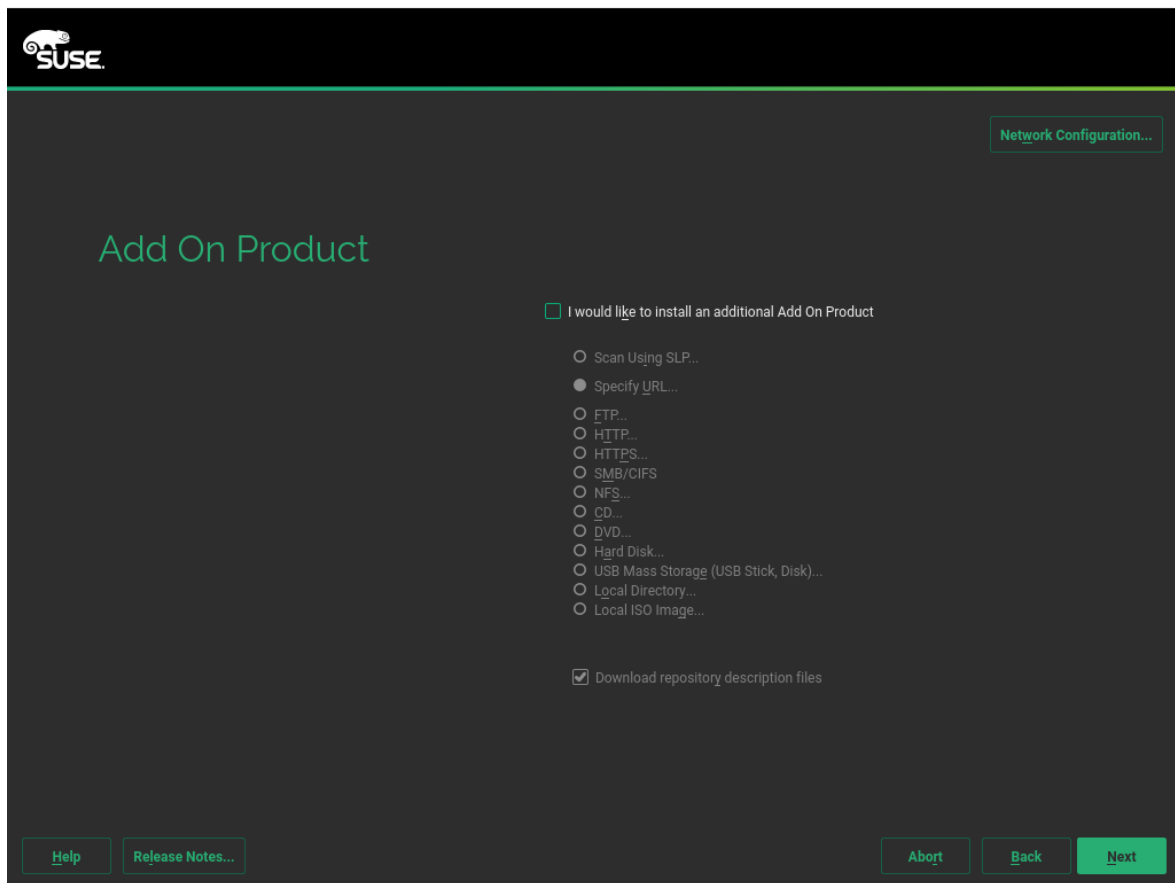 SUSE.
Network Configuration...
Add On Product
I would like to install an additional Add On Product
Scan Using SLP...
Specify URL...
FTP...
HTTP...
HTTPS...
SMB/CIFS
NFS...
CD...
DVD...
Hard Disk...
USB Mass Storage (USB Stick, Disk)...
Local Directory...
Local ISO Image...
Download repository description files
Help Release Notes... Abort Back Next